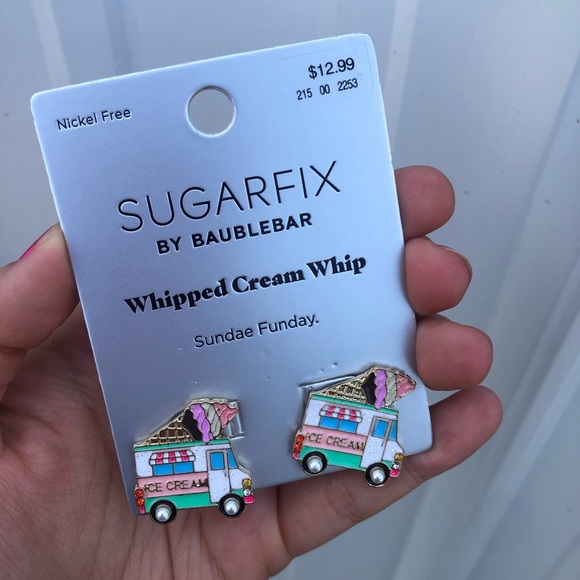 $12.99
215 00 2253
Nickel Free
SUGARFIX
BY BAUBLEBAR
Whipped Cream Whip
Sundae Funday.
ICE CREAM
ICE CREAM